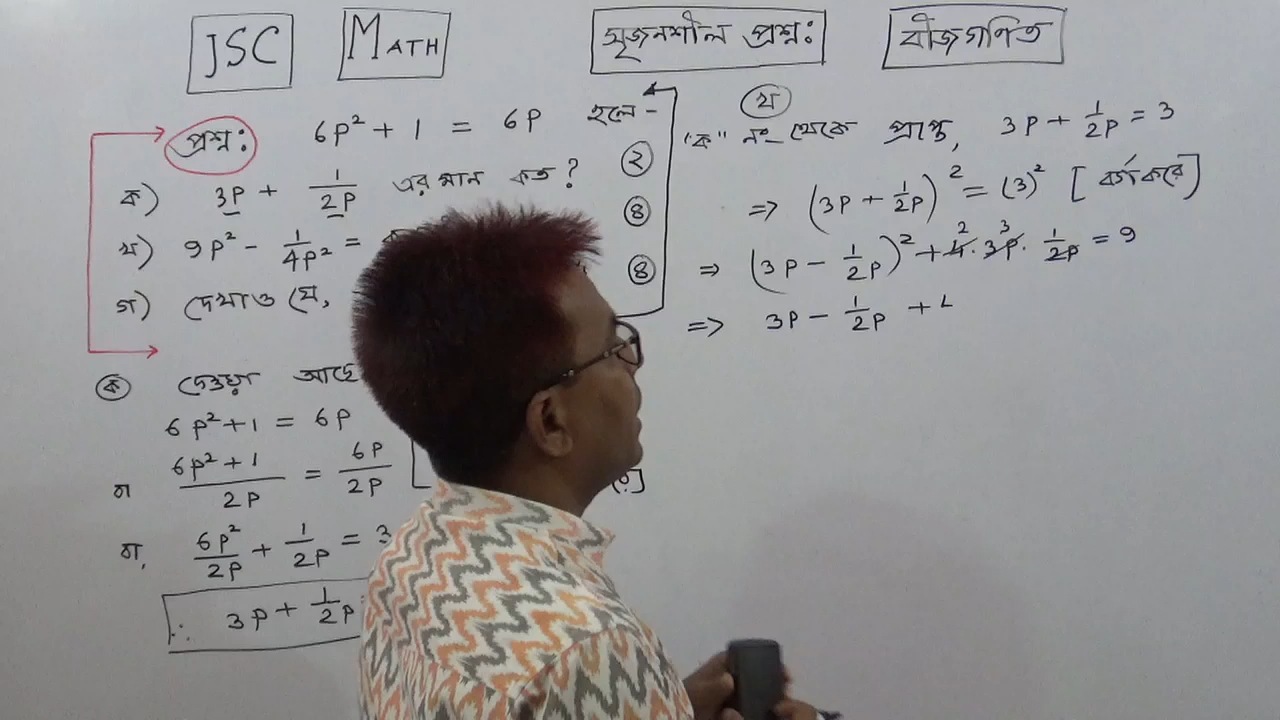 JSC MATH সৃজনশীল প্রশ্ন: বীজগণিত
প্রশ্ন: 6P² + 1 = 6P হলে -
ক) 3P + 1/2P এর মান কত? ২
খ) 9P² - 1/4P² = ৪
গ) দেখাও যে, ৪
ক দেওয়া আছে
6P² + 1 = 6P
বা 6P² + 1/2P = 6P/2P
বা, 6P²/2P + 1/2P = 3
∴ 3P + 1/2P
খ
"ক" নং থেকে প্রাপ্ত, 3P + 1/2P = 3
=> (3P + 1/2P)² = (3)² [বর্গ করে]
=> (3P - 1/2P)² + 4. 3P. 1/2P = 9
2 3
=> 3P - 1/2P +